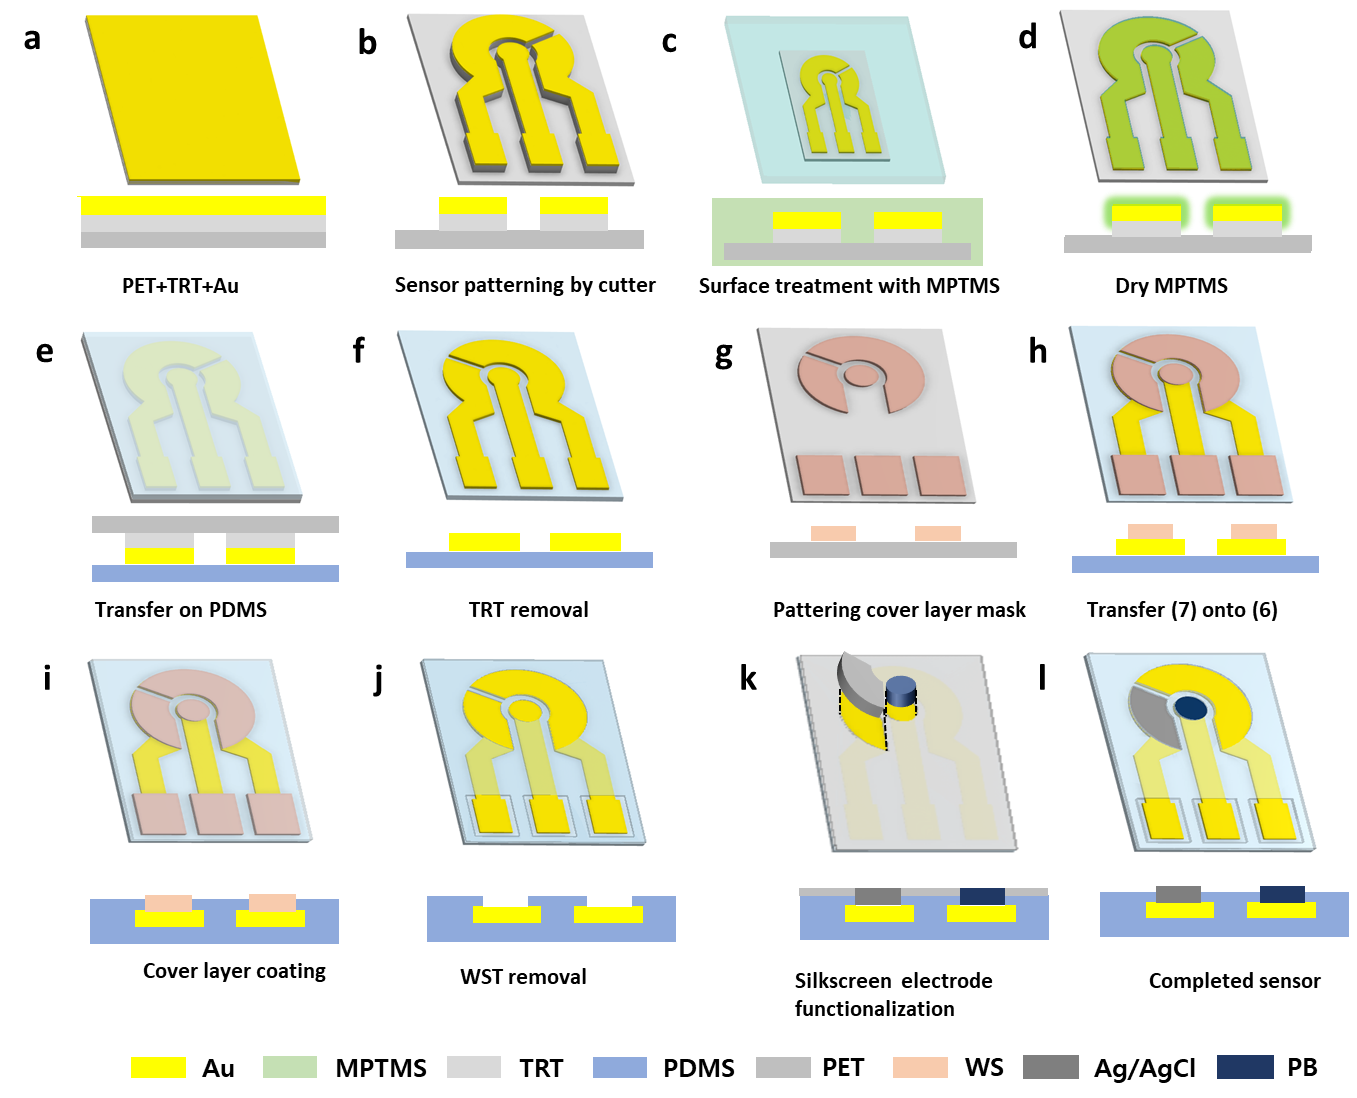 a
b
c
d
PET+TRT+Au
Sensor patterning by cutter
Surface treatment with MPTMS
Dry MPTMS
e
f
g
h
Transfer on PDMS
TRT removal
Pattering cover layer mask
Transfer (7) onto (6)
i
j
k
l
Cover layer coating
WST removal
Silkscreen electrode
functionalization
Completed sensor
Au
MPTMS
TRT
PDMS
PET
WS
Ag/AgCl
PB